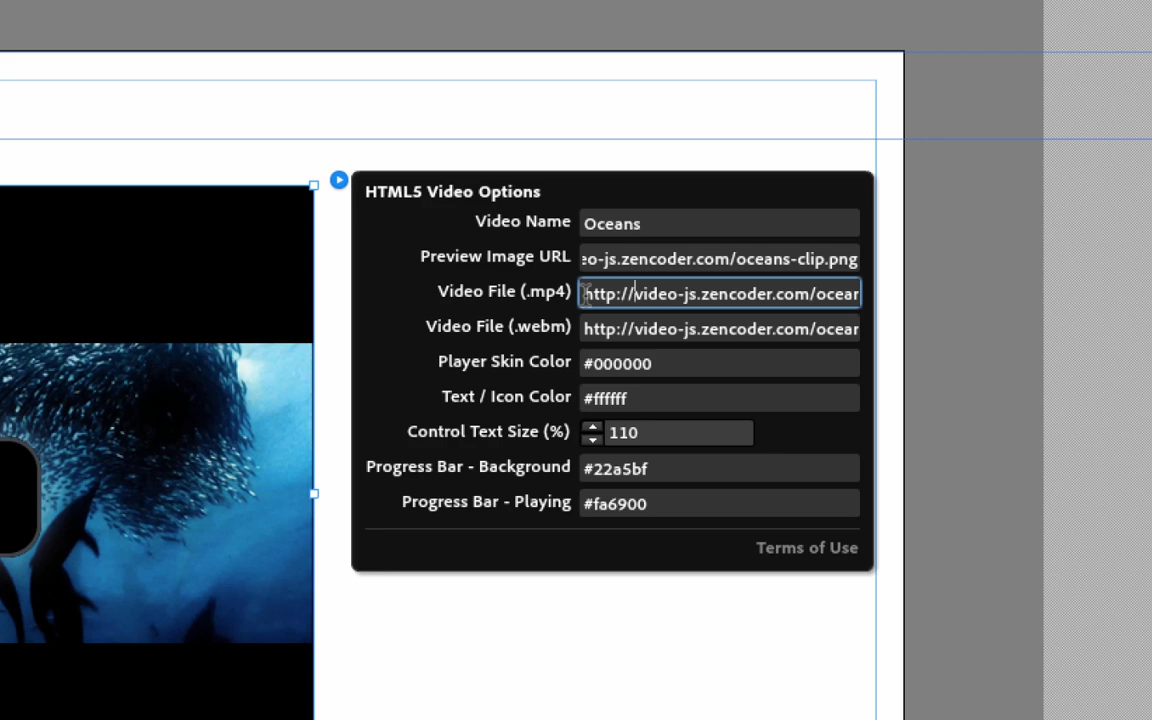 HTML5 Video Options
Video Name Oceans
Preview Image URL eo-js.zencoder.com/oceans-clip.png
Video File (.mp4) http://video-js.zencoder.com/ocear
Video File (.webm) http://video-js.zencoder.com/ocear
Player Skin Color #000000
Text / Icon Color #ffffff
Control Text Size (%) 110
Progress Bar - Background #22a5bf
Progress Bar - Playing #fa6900
Terms of Use